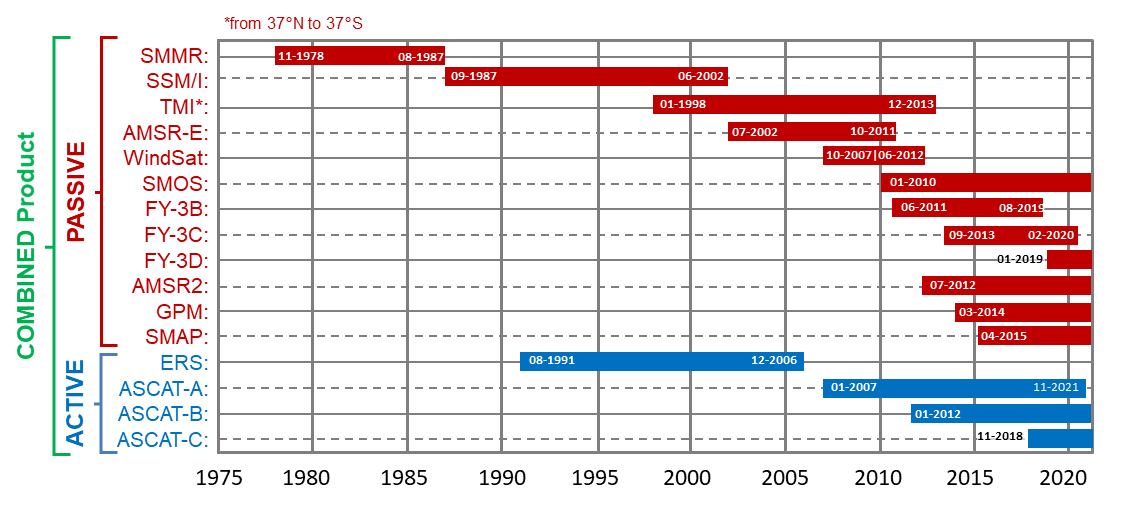 *from 37°N to 37°S
COMBINED Product
PASSIVE
ACTIVE
SMMR: 11-1978 08-1987
SSM/I: 09-1987 06-2002
TMI*: 01-1998 12-2013
AMSR-E: 07-2002 10-2011
WindSat: 10-2007|06-2012
SMOS: 01-2010
FY-3B: 06-2011 08-2019
FY-3C: 09-2013 02-2020
FY-3D: 01-2019
AMSR2: 07-2012
GPM: 03-2014
SMAP: 04-2015
ERS: 08-1991 12-2006
ASCAT-A: 01-2007 11-2021
ASCAT-B: 01-2012
ASCAT-C: 11-2018
1975 1980 1985 1990 1995 2000 2005 2010 2015 2020